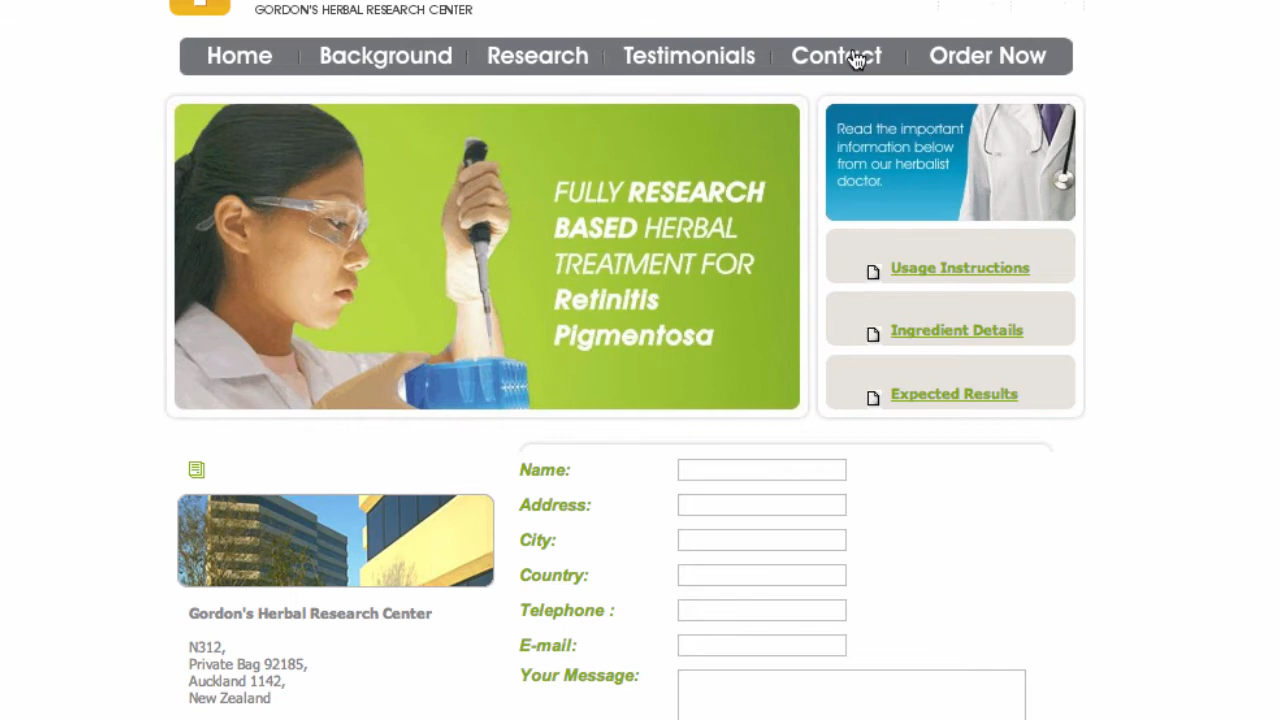 GORDON'S HERBAL RESEARCH CENTER
Home Background Research Testimonials Contact Order Now
FULLY RESEARCH
BASED HERBAL
TREATMENT FOR
Retinitis
Pigmentosa
Read the important
information below
from our herbalist
doctor.
Usage Instructions
Ingredient Details
Expected Results
Gordon's Herbal Research Center
N312,
Private Bag 92185,
Auckland 1142,
New Zealand
Name:
Address:
City:
Country:
Telephone :
E-mail:
Your Message: